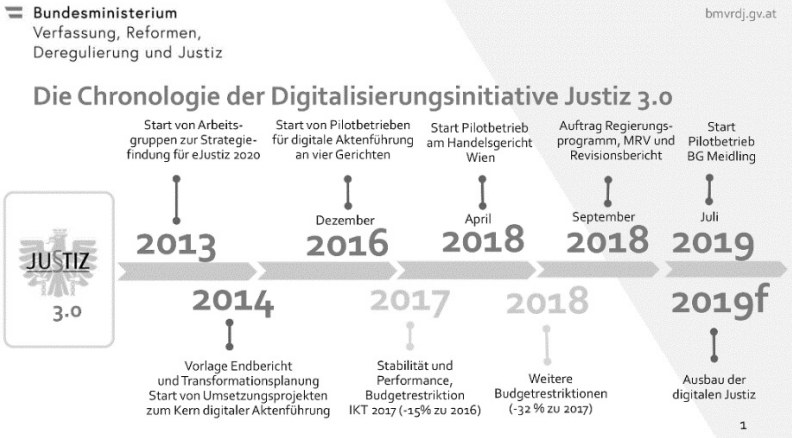 Bundesministerium
Verfassung, Reformen,
Deregulierung und Justiz
bmvrdj.gv.at
Die Chronologie der Digitalisierungsinitiative Justiz 3.0
Start von Arbeits-
gruppen zur Strategie-
findung für eJustiz 2020
Start von Pilotbetrieben
für digitale Aktenführung
an vier Gerichten
Start Pilotbetrieb
am Handelsgericht
Wien
Auftrag Regierungs-
programm, MRV und
Revisionsbericht
Start
Pilotbetrieb
BG Meidling
2013
Dezember
2016
April
2018
September
2018
Juli
2019
JUSTIZ
3.0
2014
2017
2018
2019f
Vorlage Endbericht
und Transformationsplanung
Start von Umsetzungsprojekten
zum Kern digitaler Aktenführung
Stabilität und
Performance,
Budgetrestriktion
IKT 2017 (-15% zu 2016)
Weitere
Budgetrestriktionen
(-32 % zu 2017)
Ausbau der
digitalen Justiz
1